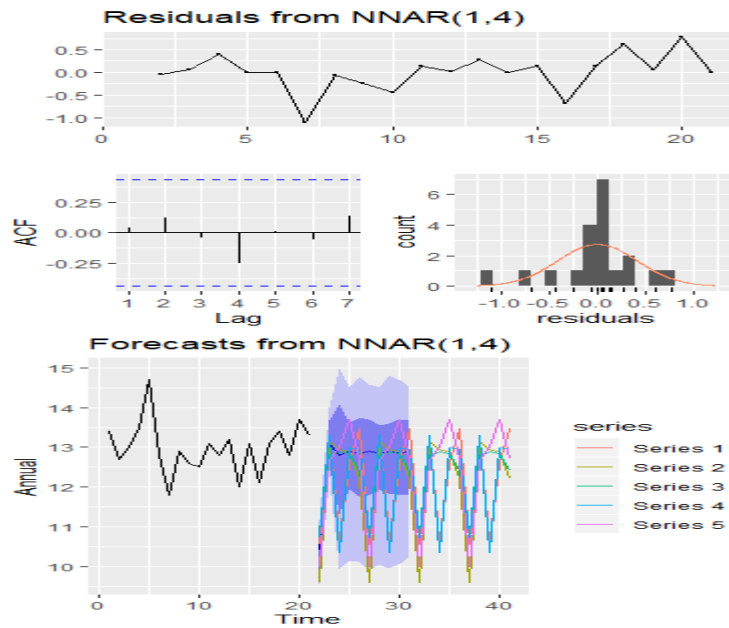 Residuals from NNAR(1,4)
0.5
0.0
-0.5
-1.0
0 5 10 15 20
ACF
0.25
0.00
-0.25
1 2 3 4 5 6 7
Lag
count
6
4
2
0
-1.0 -0.5 0.0 0.5 1.0
residuals
Forecasts from NNAR(1,4)
Annual
15
14
13
12
11
10
0 10 20 30 40
Time
series
Series 1
Series 2
Series 3
Series 4
Series 5